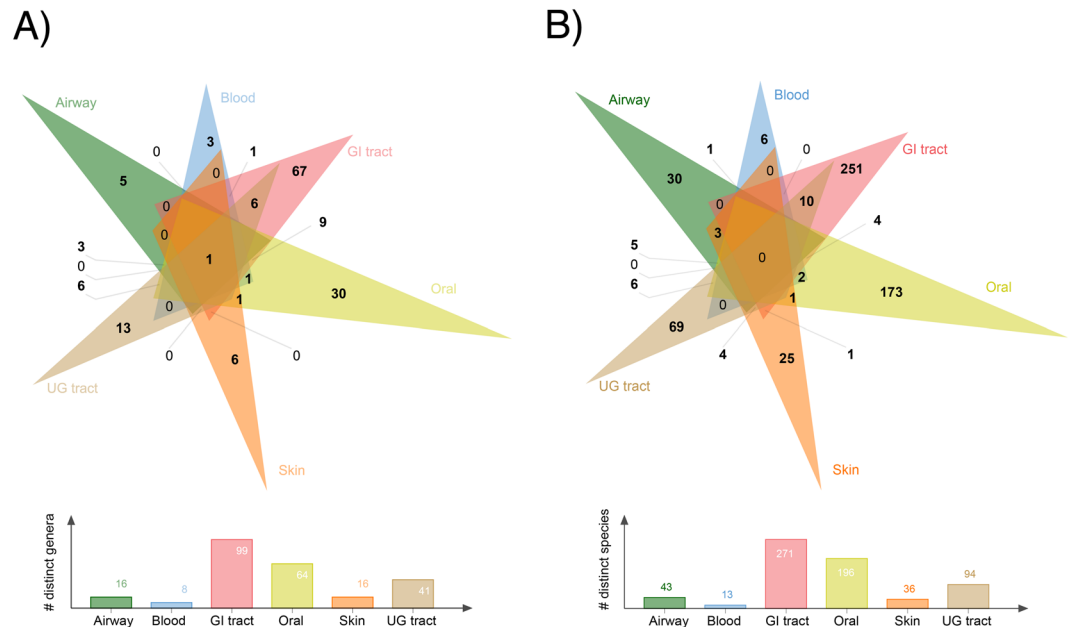 A)
B)
Airway
Blood
GI tract
Oral
Skin
UG tract
3
0
1
67
0
5
0
6
9
0
3
0
6
1
1
1
30
0
13
0
6
0
Airway
Blood
GI tract
Oral
Skin
UG tract
6
0
0
251
1
30
0
10
4
3
5
0
6
0
2
1
173
0
69
4
25
1
# distinct genera
16
8
99
64
16
41
Airway
Blood
GI tract
Oral
Skin
UG tract
# distinct species
43
13
271
196
36
94
Airway
Blood
GI tract
Oral
Skin
UG tract